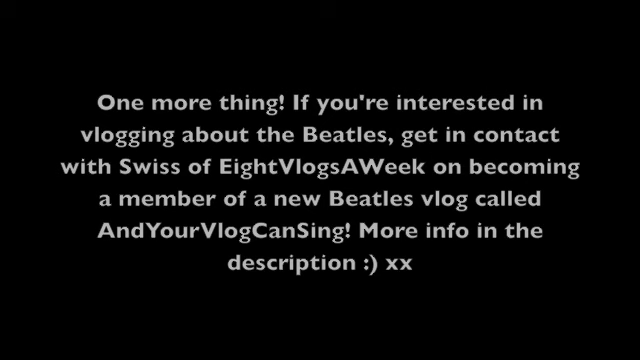 One more thing! If you're interested in
vlogging about the Beatles, get in contact
with Swiss of EightVlogsAWeek on becoming
a member of a new Beatles vlog called
AndYourVlogCanSing! More info in the
description :) xx